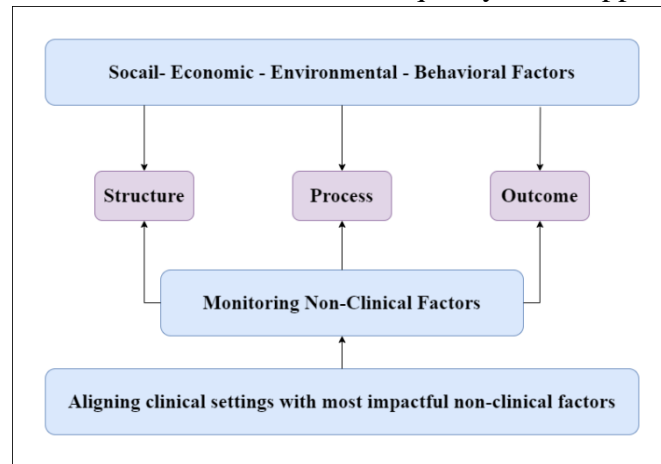 Socail- Economic - Environmental - Behavioral Factors
Structure
Process
Outcome
Monitoring Non-Clinical Factors
Aligning clinical settings with most impactful non-clinical factors